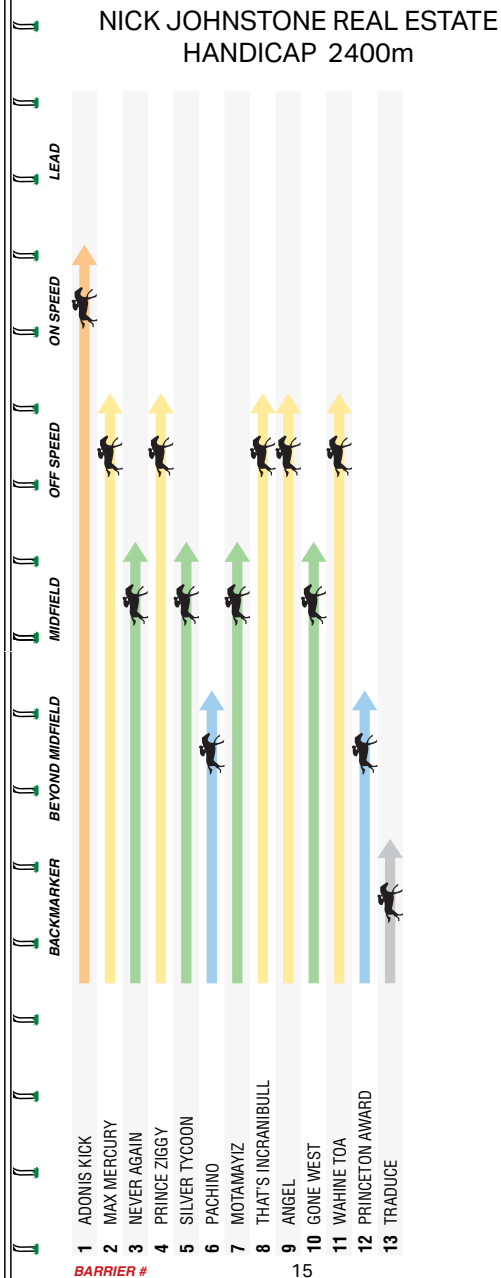 NICK JOHNSTONE REAL ESTATE
HANDICAP 2400m
LEAD
ON SPEED
OFF SPEED
MIDFIELD
BEYOND MIDFIELD
BACKMARKER
1 ADONIS KICK
2 MAX MERCURY
3 NEVER AGAIN
4 PRINCE ZIGGY
5 SILVER TYCOON
6 PACHINO
7 MOTAMAYIZ
8 THAT'S INCRANIBULL
9 ANGEL
10 GONE WEST
11 WAHINE TOA
12 PRINCETON AWARD
13 TRADUCE
BARRIER #
15